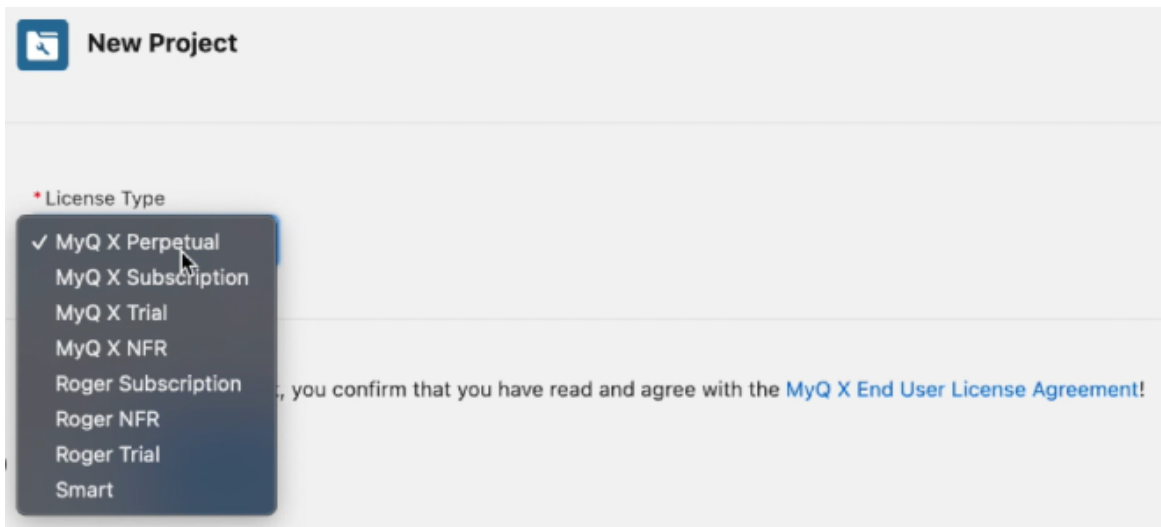 New Project
*License Type
✓ MyQ X Perpetual
MyQ X Subscription
MyQ X Trial
MyQ X NFR
Roger Subscription
, you confirm that you have read and agree with the MyQ X End User License Agreement!
Roger NFR
Roger Trial
Smart